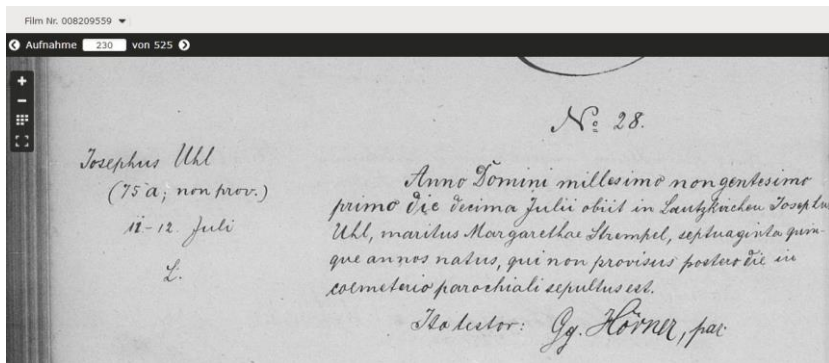 Film Nr. 008209559
Aufnahme 230 von 525
No 28.
Josephus Uhl
(75 a; non prov.)
11-12. Juli
L.
Anno Domini millesimo nongentesimo
primo die decima Julii obiit in Lautzkirchen Josephus
Uhl, maritus Margarethae Strempel, septuaginta quin-
que annos natus, qui non provisus postero die in
coemeterio parochiali sepultus est.
Ita testor: Gg. Hörner, par